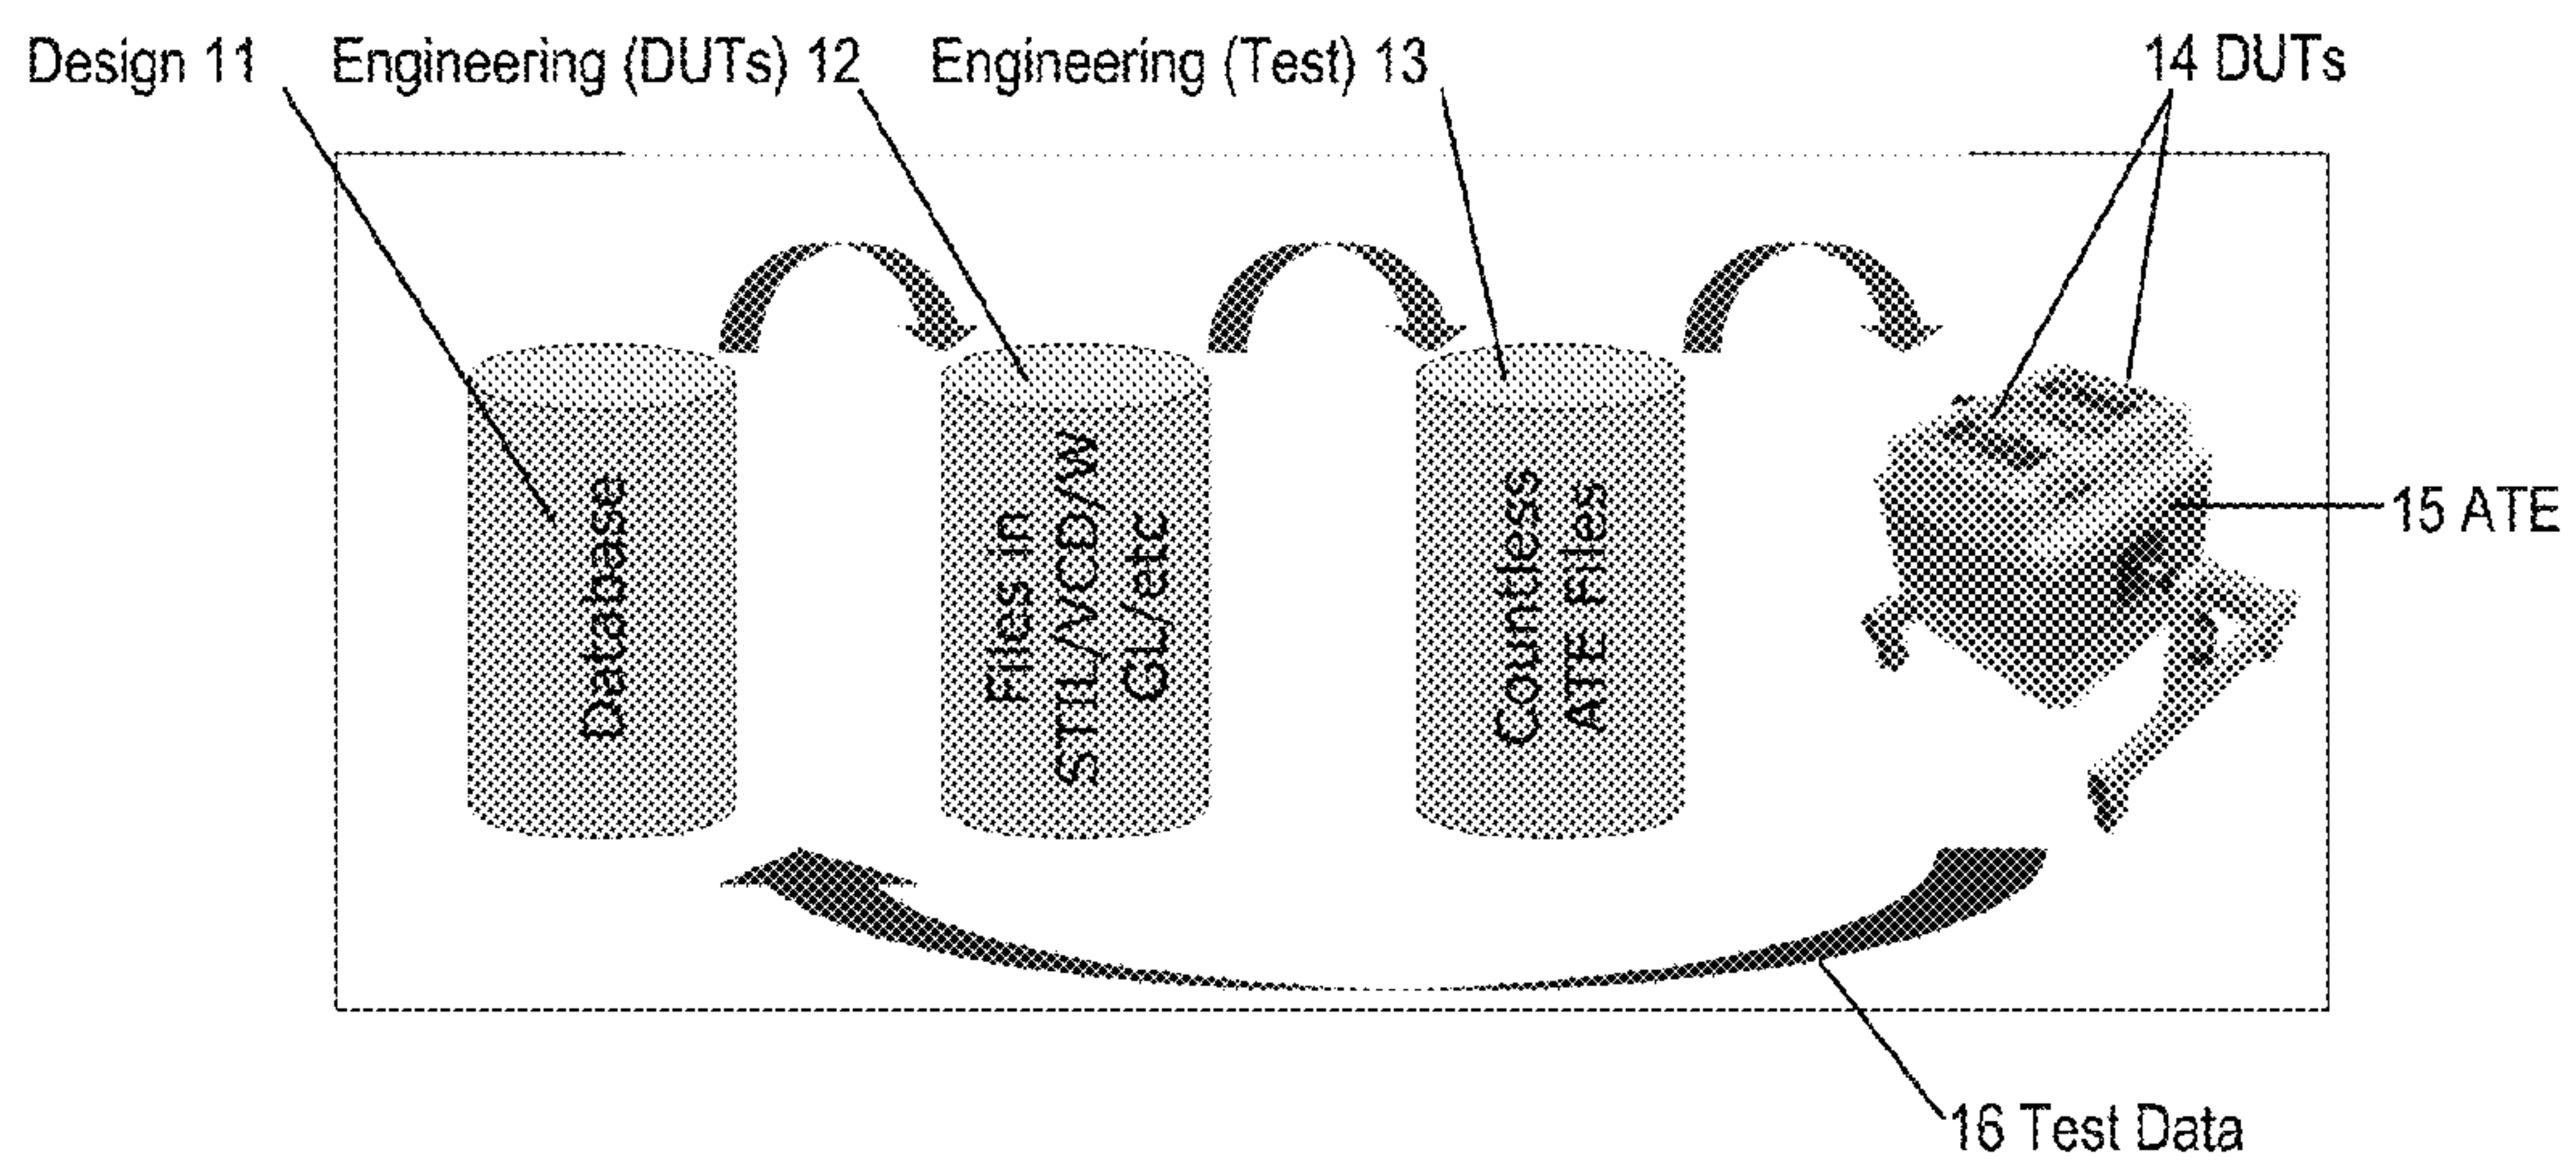 Design 11
Engineering (DUTs) 12
Engineering (Test) 13
14 DUTs
Database
Files in
STIL/VCD/W
GL/etc
Countless
ATE Files
15 ATE
16 Test Data